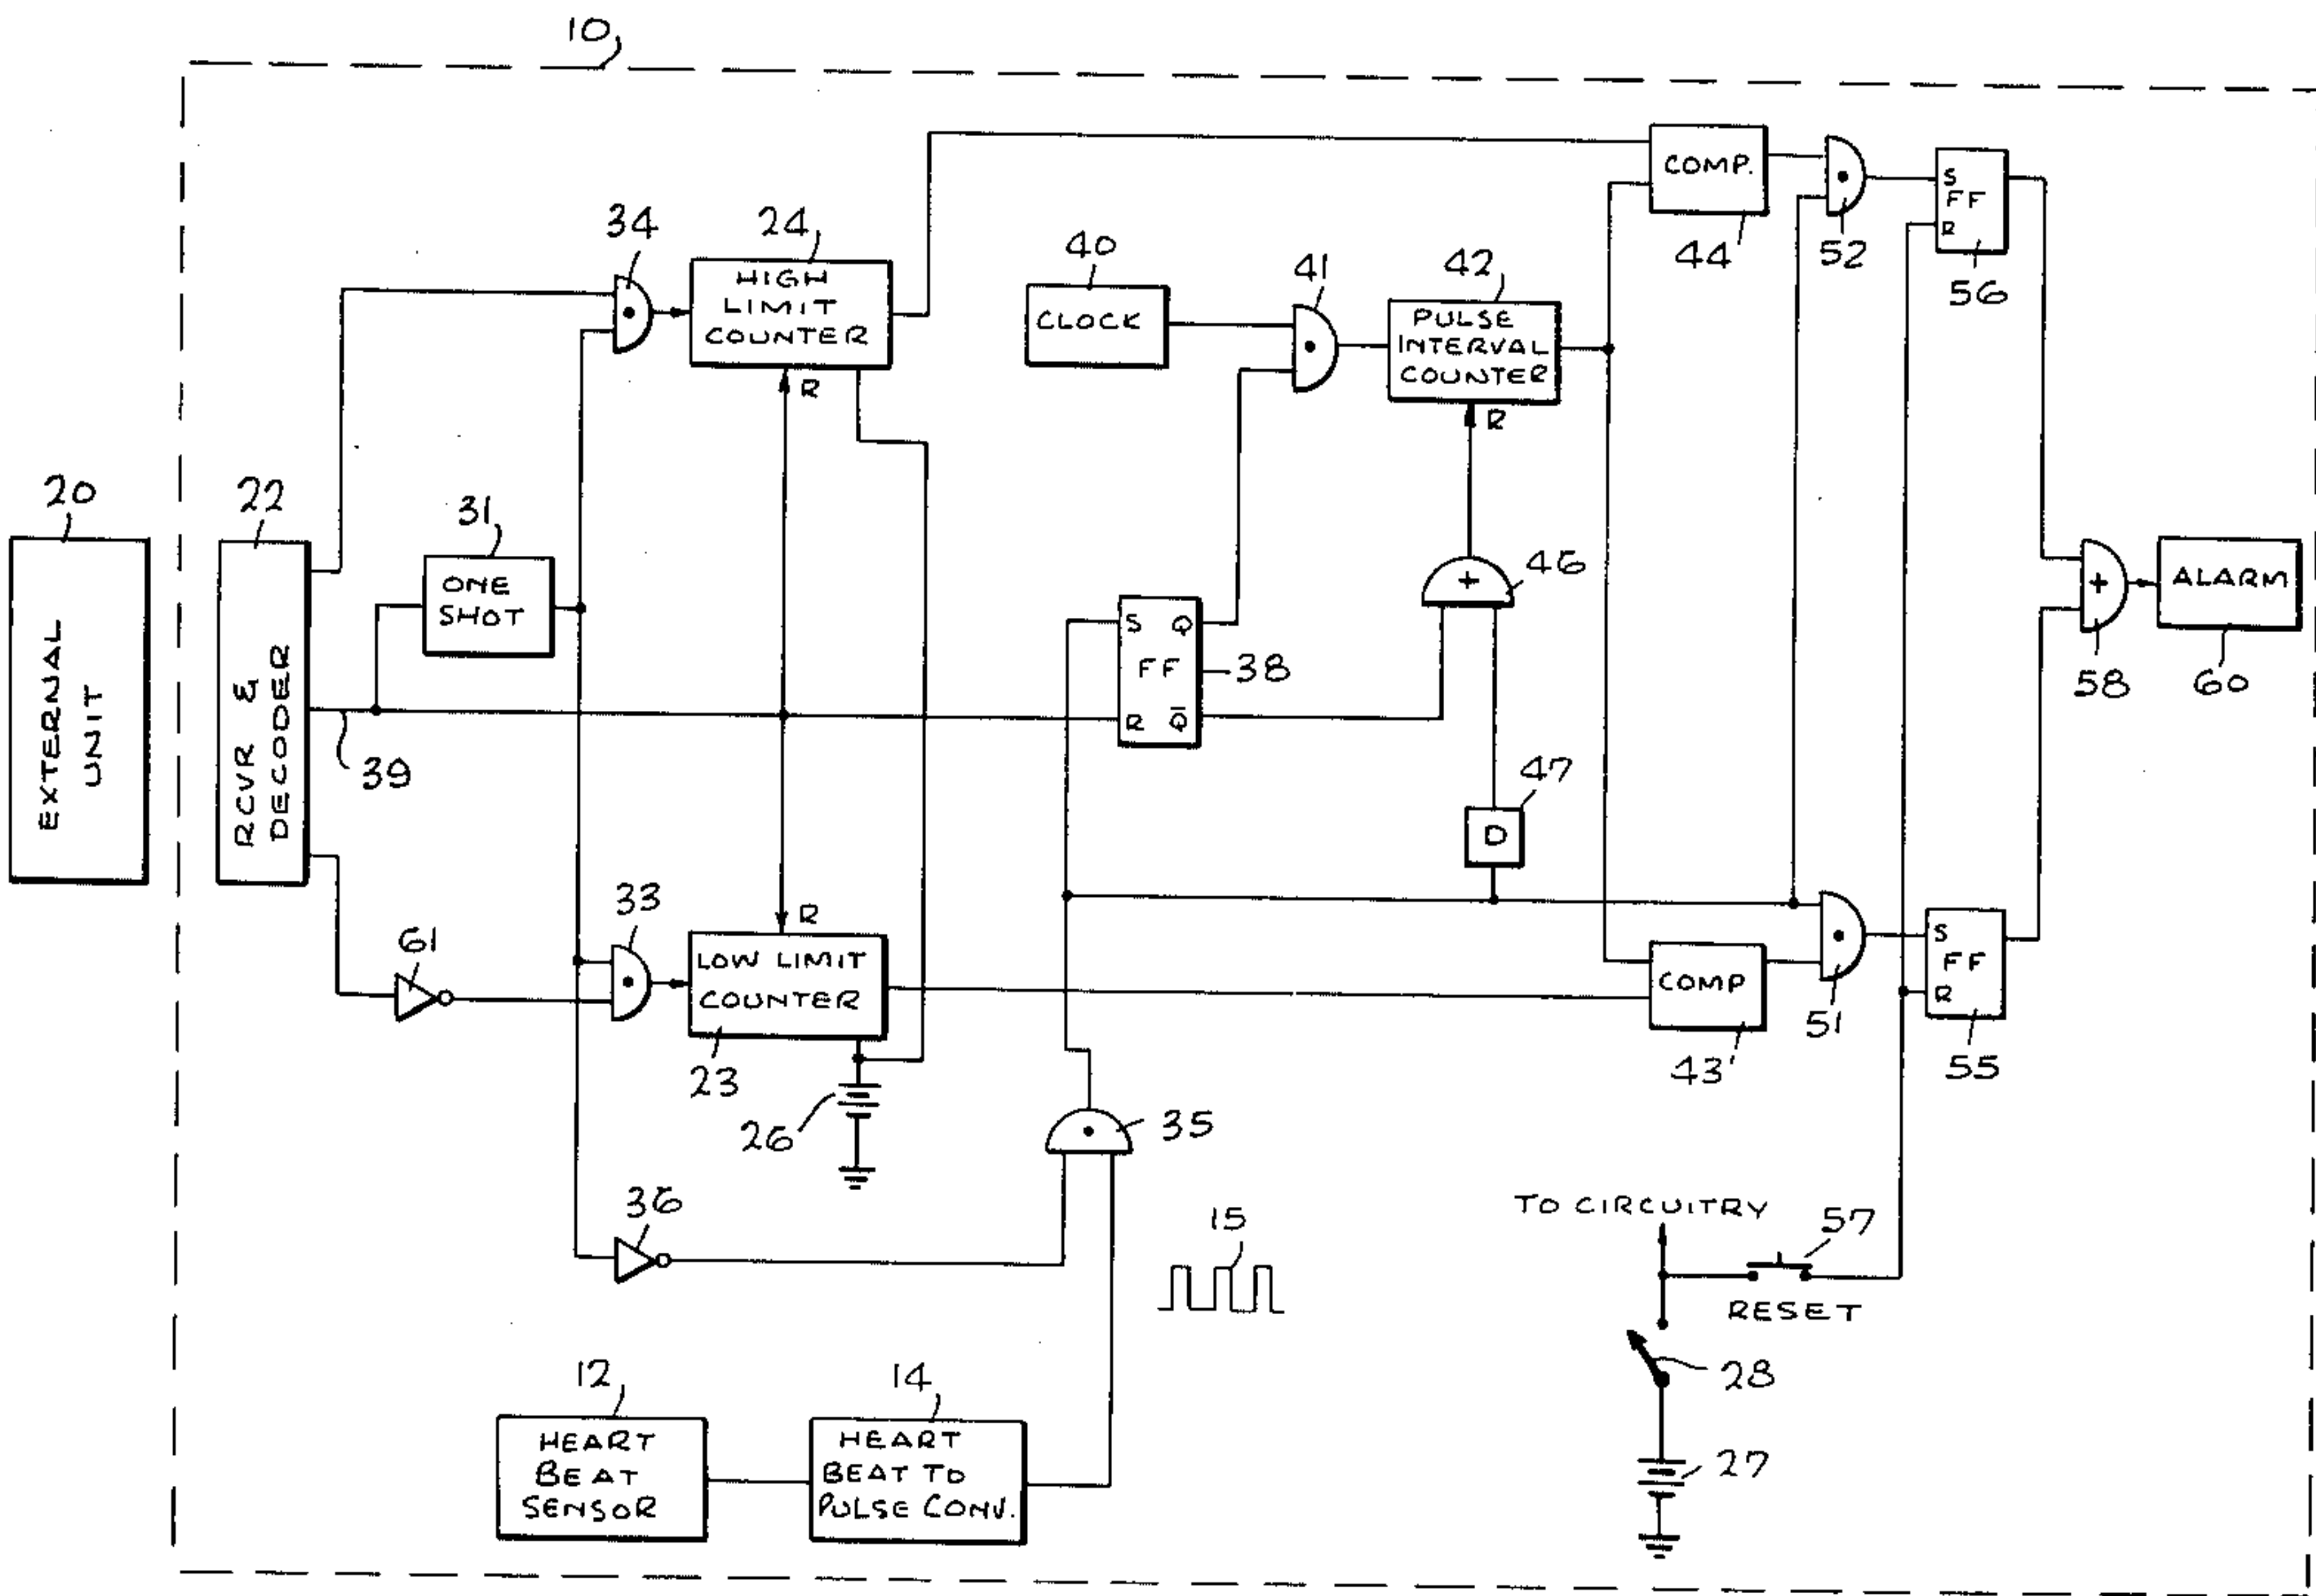 10
34
24
HIGH
LIMIT
COUNTER
R
40
CLOCK
41
42
PULSE
INTERVAL
COUNTER
R
COMP.
44
52
S
FF
R
56
20
EXTERNAL
UNIT
22
RCVR &
DECODER
31
ONE
SHOT
39
S Q
FF
R Q̄
38
+
46
47
D
+
58
ALARM
60
61
33
R
LOW LIMIT
COUNTER
23
26
35
COMP
43
51
S
FF
R
55
36
15
TO CIRCUITRY
57
RESET
28
27
12
HEART
BEAT
SENSOR
14
HEART
BEAT TO
PULSE CONV.